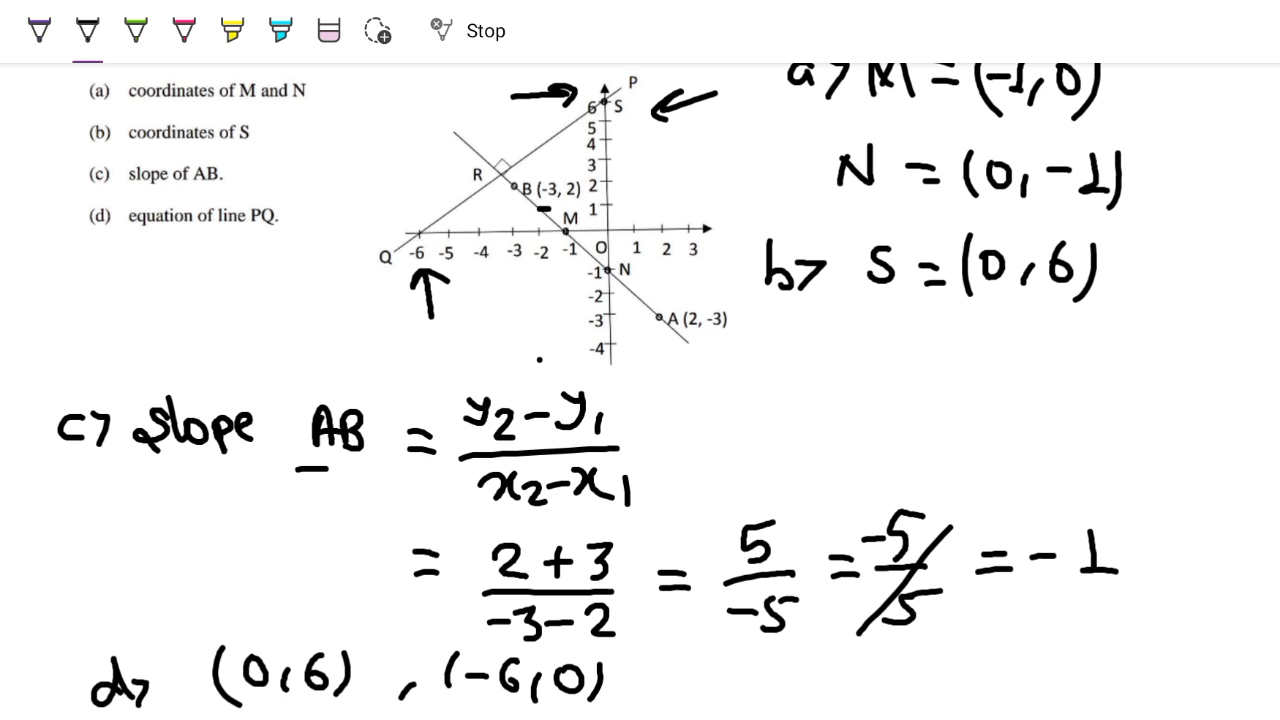 Stop
(a) coordinates of M and N
(b) coordinates of S
(c) slope of AB.
(d) equation of line PQ.
P
6 S
5
4
3
R
B (-3, 2) 2
1
M
Q -6 -5 -4 -3 -2 -1 O 1 2 3
-1 N
-2
-3 A (2, -3)
-4
a> M = (-1, 0)
N = (0, -1)
b> S = (0, 6)
c> Slope AB = y2-y1 / x2-x1
= 2+3 / -3-2 = 5 / -5 = -5 / 5 = -1
d> (0, 6) , (-6, 0)